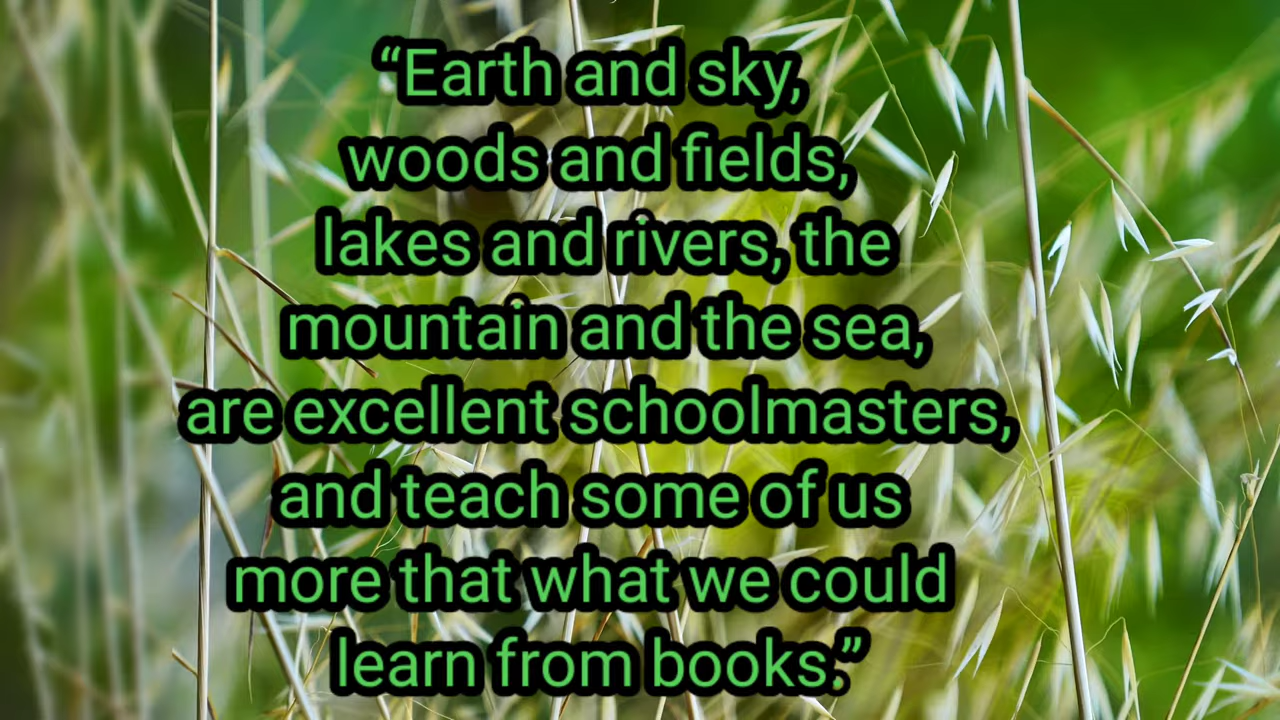 “Earth and sky,
woods and fields,
lakes and rivers, the
mountain and the sea,
are excellent schoolmasters,
and teach some of us
more that what we could
learn from books.”